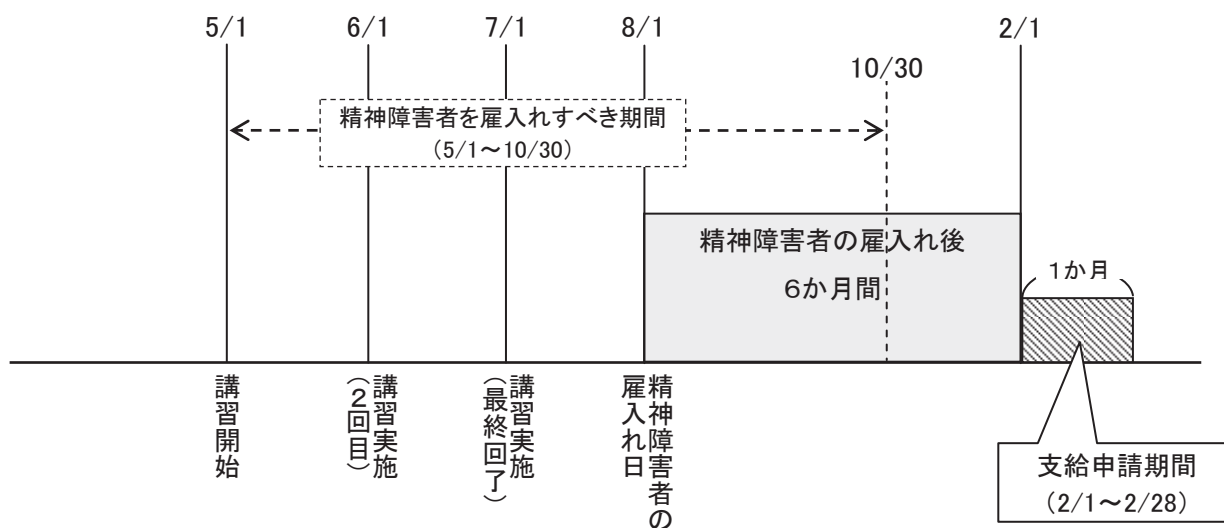 5/1
6/1
7/1
8/1
2/1
10/30
精神障害者を雇入れすべき期間
（5/1～10/30）
精神障害者の雇入れ後
６か月間
１か月
講習開始
講習実施
（２回目）
講習実施
（最終回了）
精神障害者の
雇入れ日
支給申請期間
（2/1～2/28）